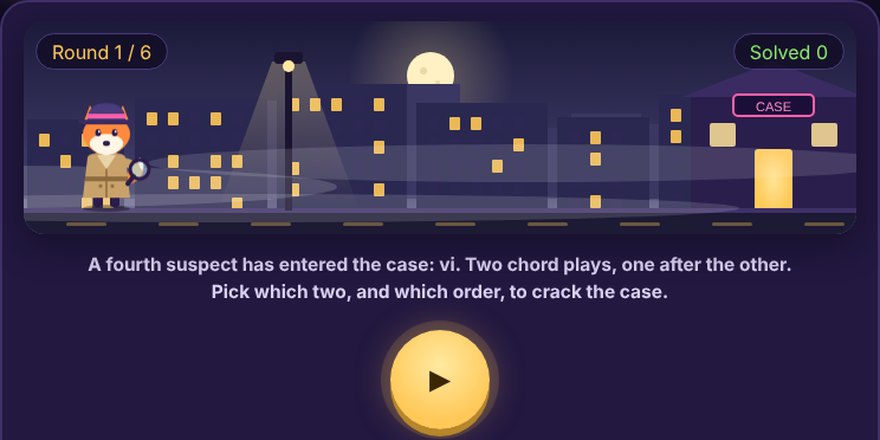 Round 1 / 6
Solved 0
CASE
A fourth suspect has entered the case: vi. Two chord plays, one after the other.
Pick which two, and which order, to crack the case.